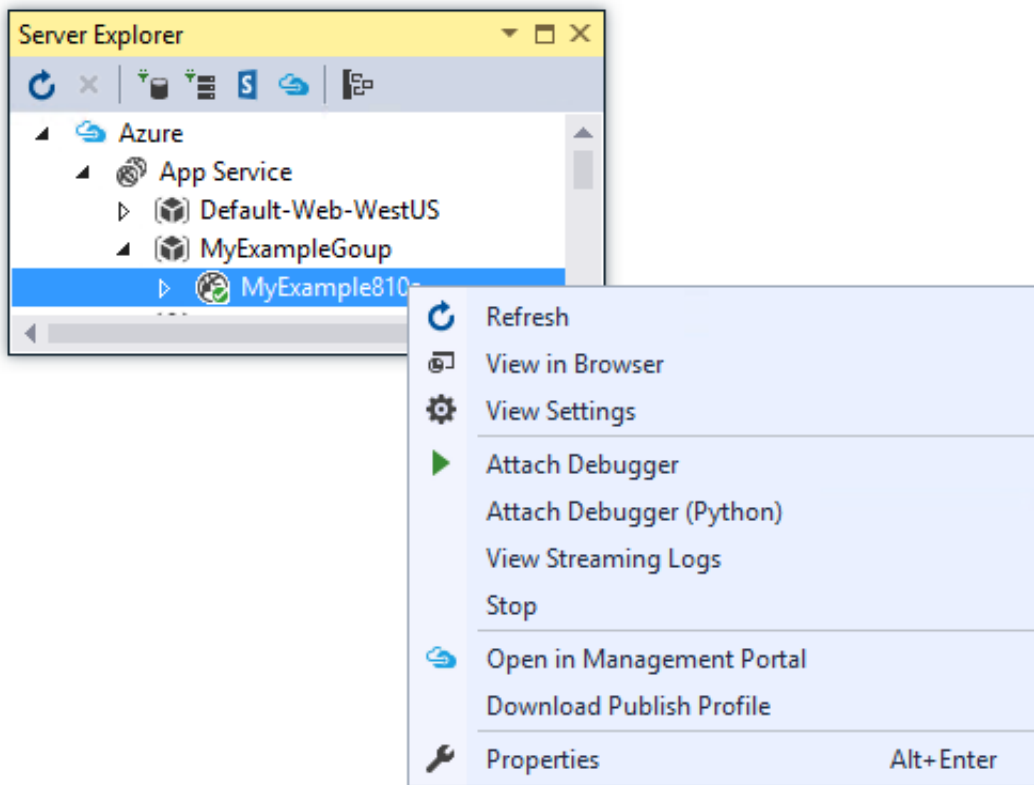 Server Explorer
Azure
App Service
Default-Web-WestUS
MyExampleGoup
Refresh
View in Browser
View Settings
Attach Debugger
Attach Debugger (Python)
View Streaming Logs
Stop
Open in Management Portal
Download Publish Profile
Properties Alt+Enter